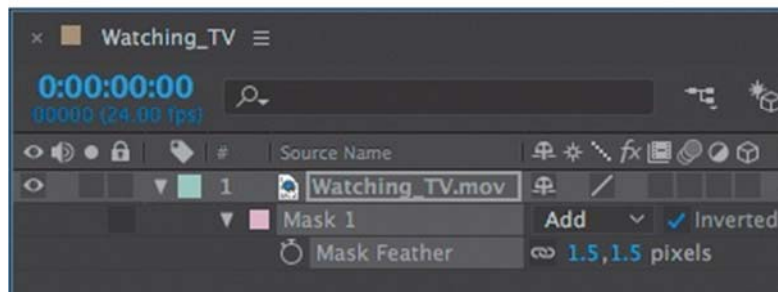 × Watching_TV ≡
0:00:00:00
00000 (24.00 fps)
# Source Name fx
1 Watching_TV.mov
Mask 1 Add Inverted
Mask Feather 1.5,1.5 pixels